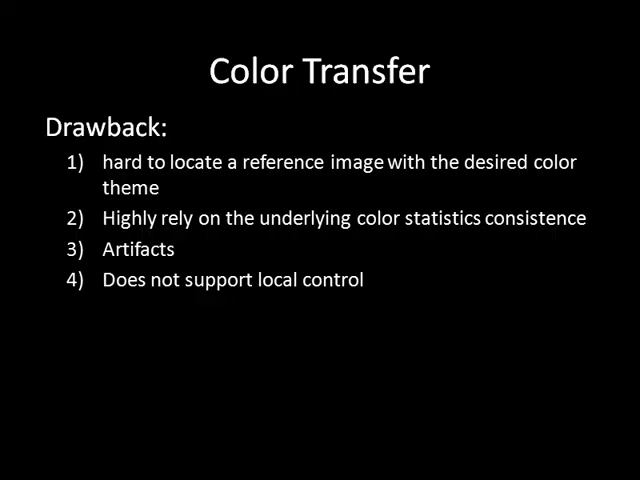 Color Transfer
Drawback:
1) hard to locate a reference image with the desired color
theme
2) Highly rely on the underlying color statistics consistence
3) Artifacts
4) Does not support local control